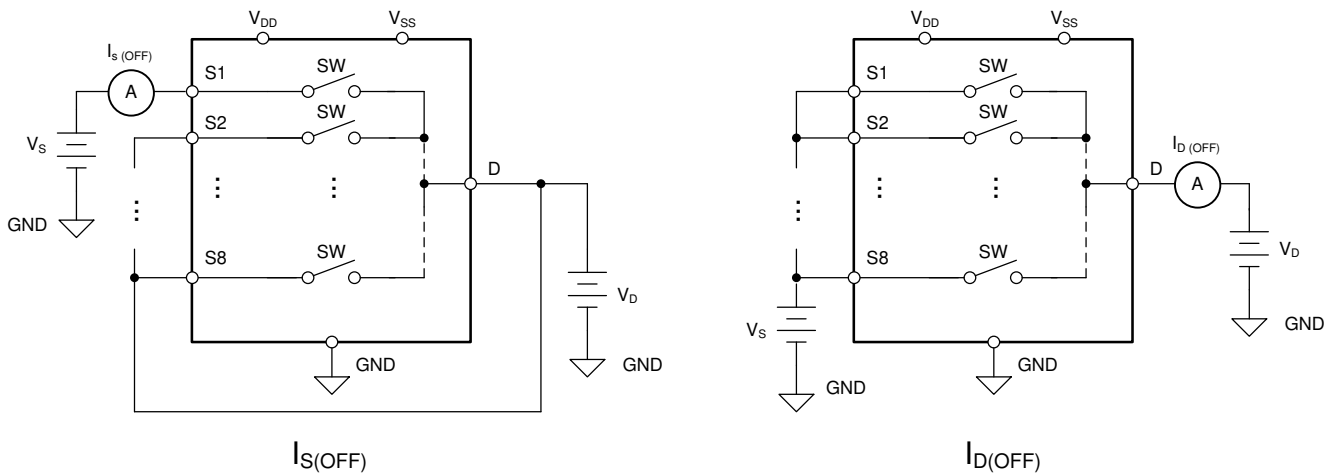 VDD
VSS
Is (OFF)
A
S1
SW
S2
SW
VS
GND
...
...
...
D
S8
SW
VD
GND
GND
IS(OFF)
VDD
VSS
S1
SW
S2
SW
ID (OFF)
D
A
...
...
...
S8
SW
VD
VS
GND
GND
GND
ID(OFF)